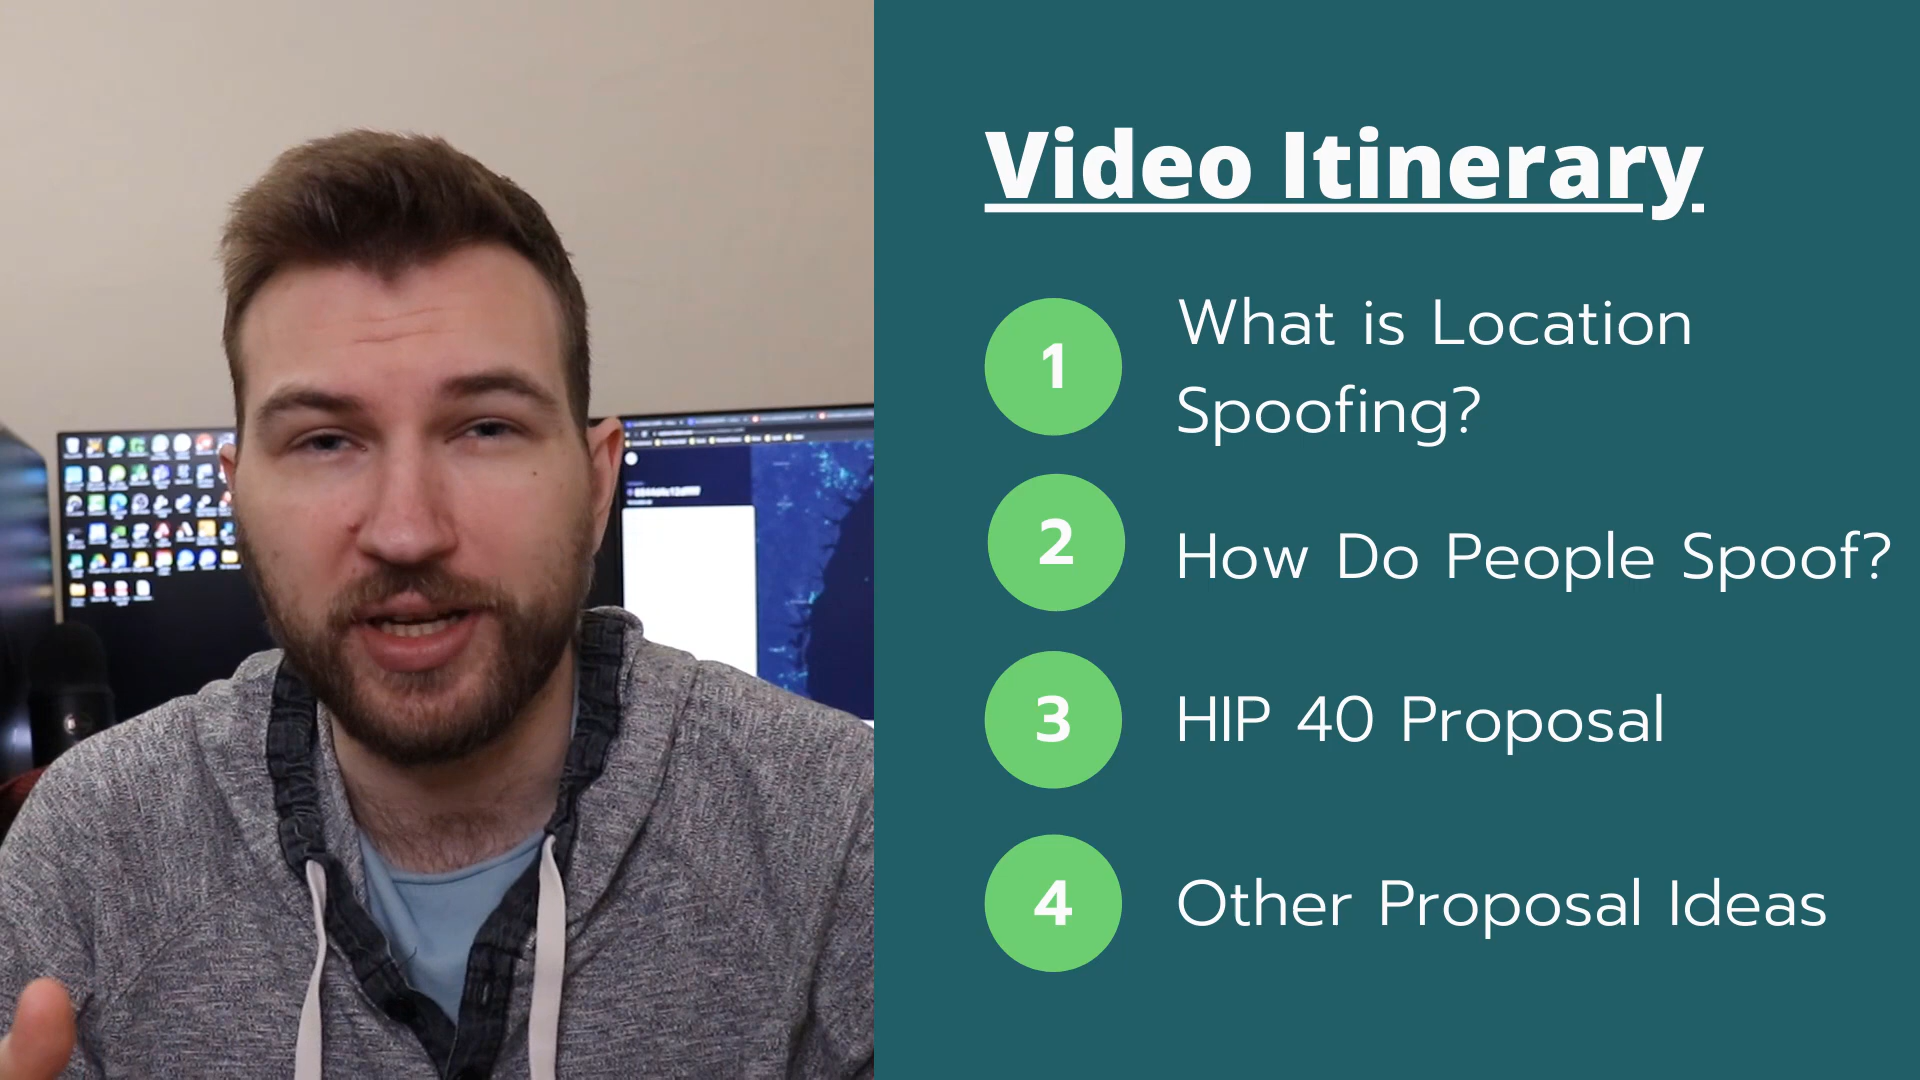 Video Itinerary
1
What is Location
Spoofing?
2
How Do People Spoof?
3
HIP 40 Proposal
4
Other Proposal Ideas